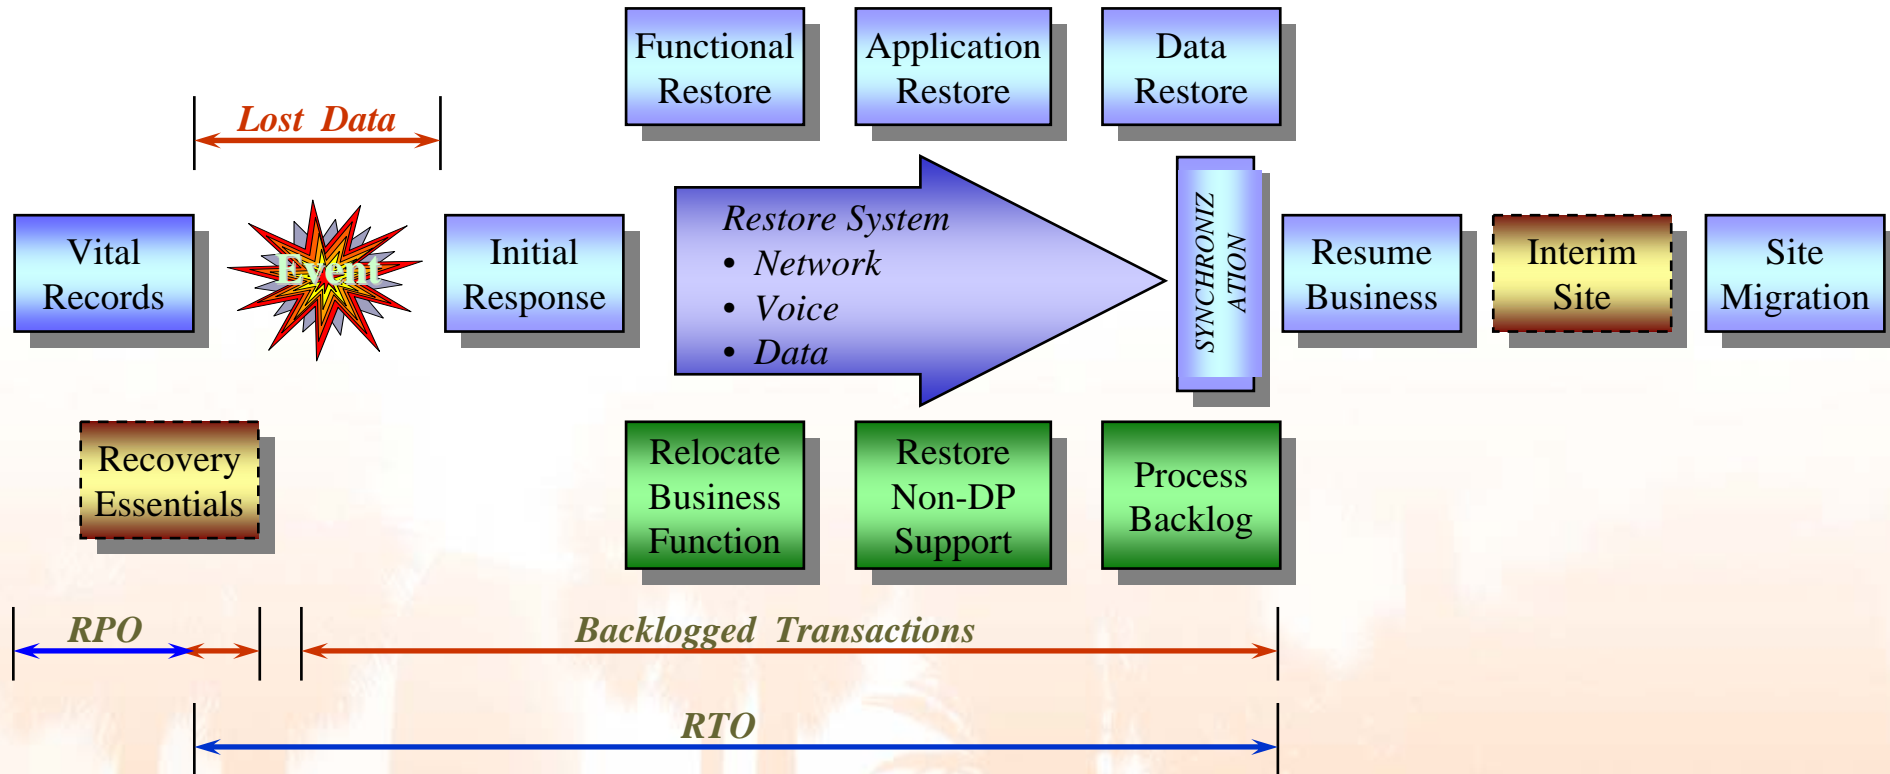 Functional
Restore
Application
Restore
Data
Restore
Lost Data
Vital
Records
Event
Initial
Response
Restore System
• Network
• Voice
• Data
SYNCHRONIZ
ATION
Resume
Business
Interim
Site
Site
Migration
Recovery
Essentials
Relocate
Business
Function
Restore
Non-DP
Support
Process
Backlog
RPO
Backlogged Transactions
RTO